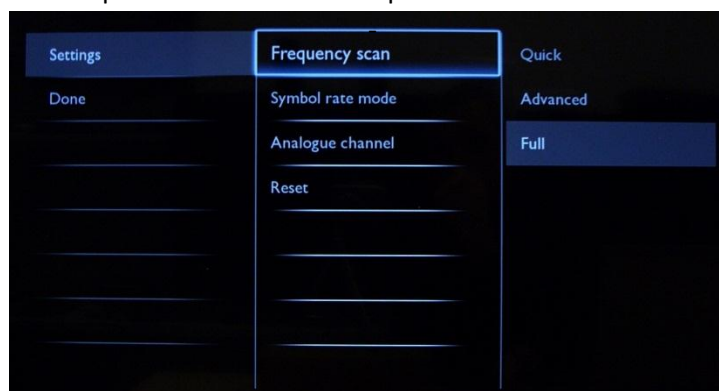 Settings
Done
Frequency scan
Symbol rate mode
Analogue channel
Reset
Quick
Advanced
Full